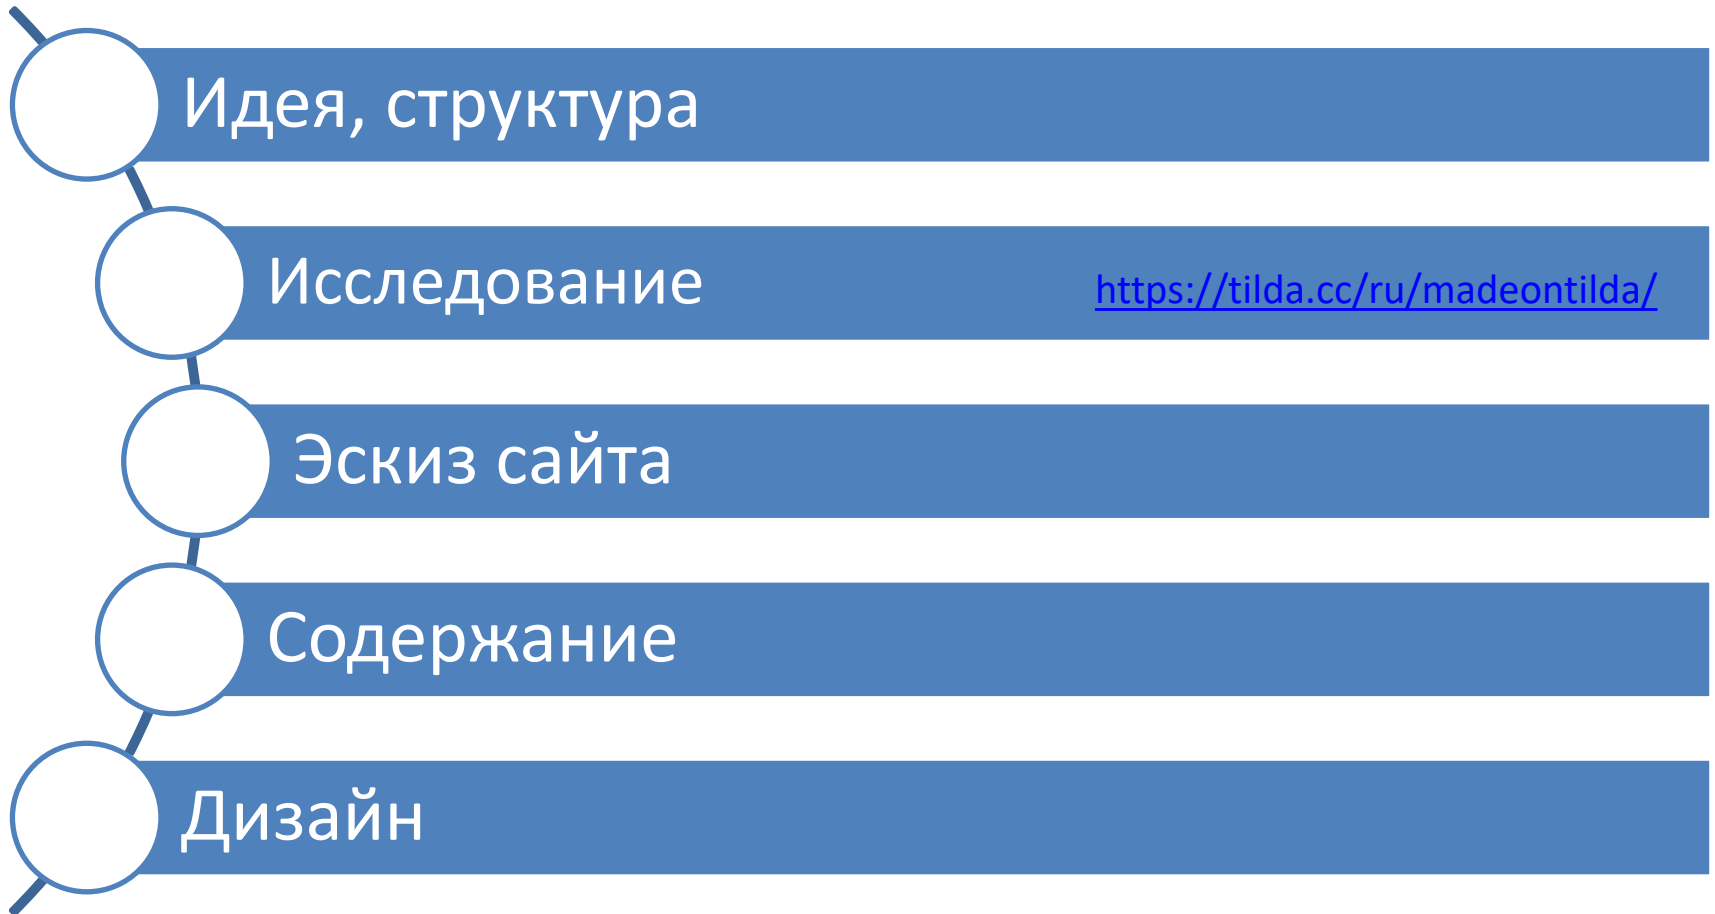 Идея, структура
Исследование
https://tilda.cc/ru/madeontilda/
Эскиз сайта
Содержание
Дизайн